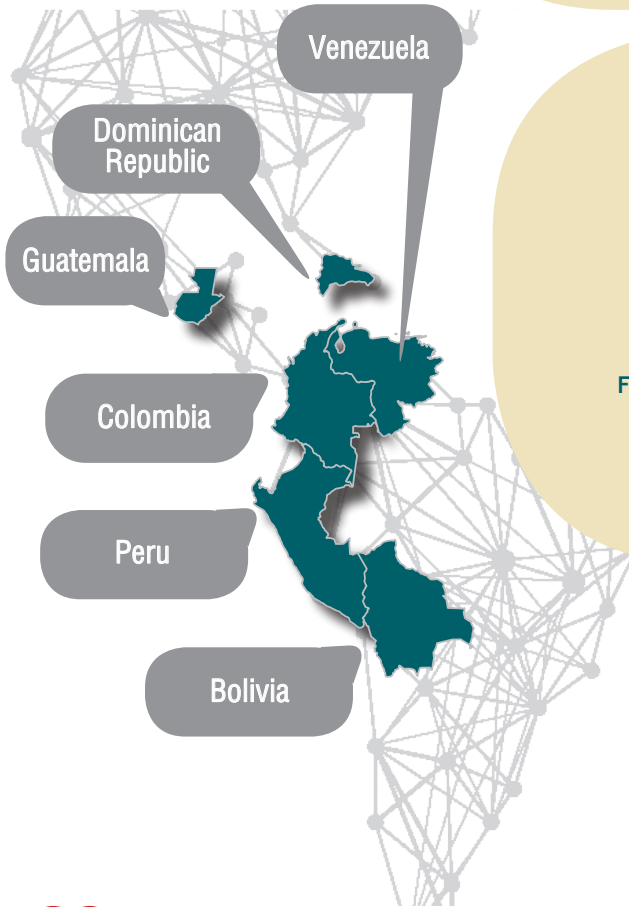 Venezuela
Dominican
Republic
Guatemala
Colombia
F
Peru
Bolivia